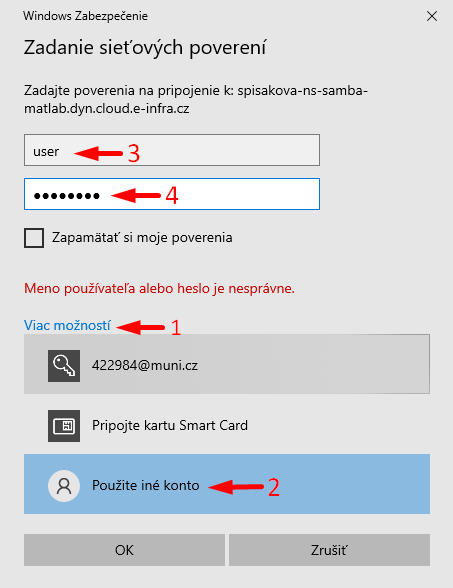 Windows Zabezpečenie
Zadanie sieťových poverení
Zadajte poverenia na pripojenie k: spisakova-ns-samba-
matlab.dyn.cloud.e-infra.cz
user 3
●●●●●●●● 4
Zapamätať si moje poverenia
Meno používateľa alebo heslo je nesprávne.
Viac možností 1
422984@muni.cz
Pripojte kartu Smart Card
Použite iné konto 2
OK Zrušiť